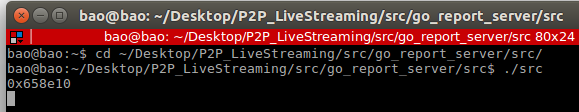 bao@bao: ~/Desktop/P2P_LiveStreaming/src/go_report_server/src
bao@bao: ~/Desktop/P2P_LiveStreaming/src/go_report_server/src 80x24
bao@bao:~$ cd ~/Desktop/P2P_LiveStreaming/src/go_report_server/src/
bao@bao:~/Desktop/P2P_LiveStreaming/src/go_report_server/src$ ./src
0x658e10